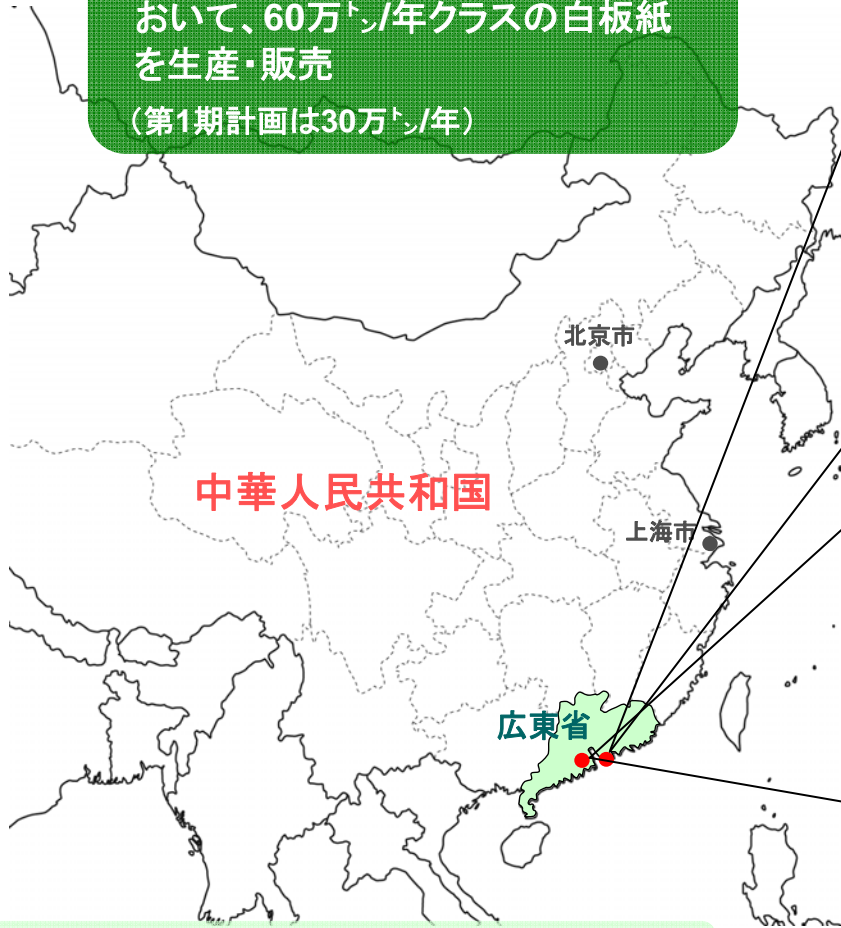 おいて、60万㌧/年クラスの白板紙
を生産・販売
（第1期計画は30万㌧/年）
北京市
中華人民共和国
上海市
広東省